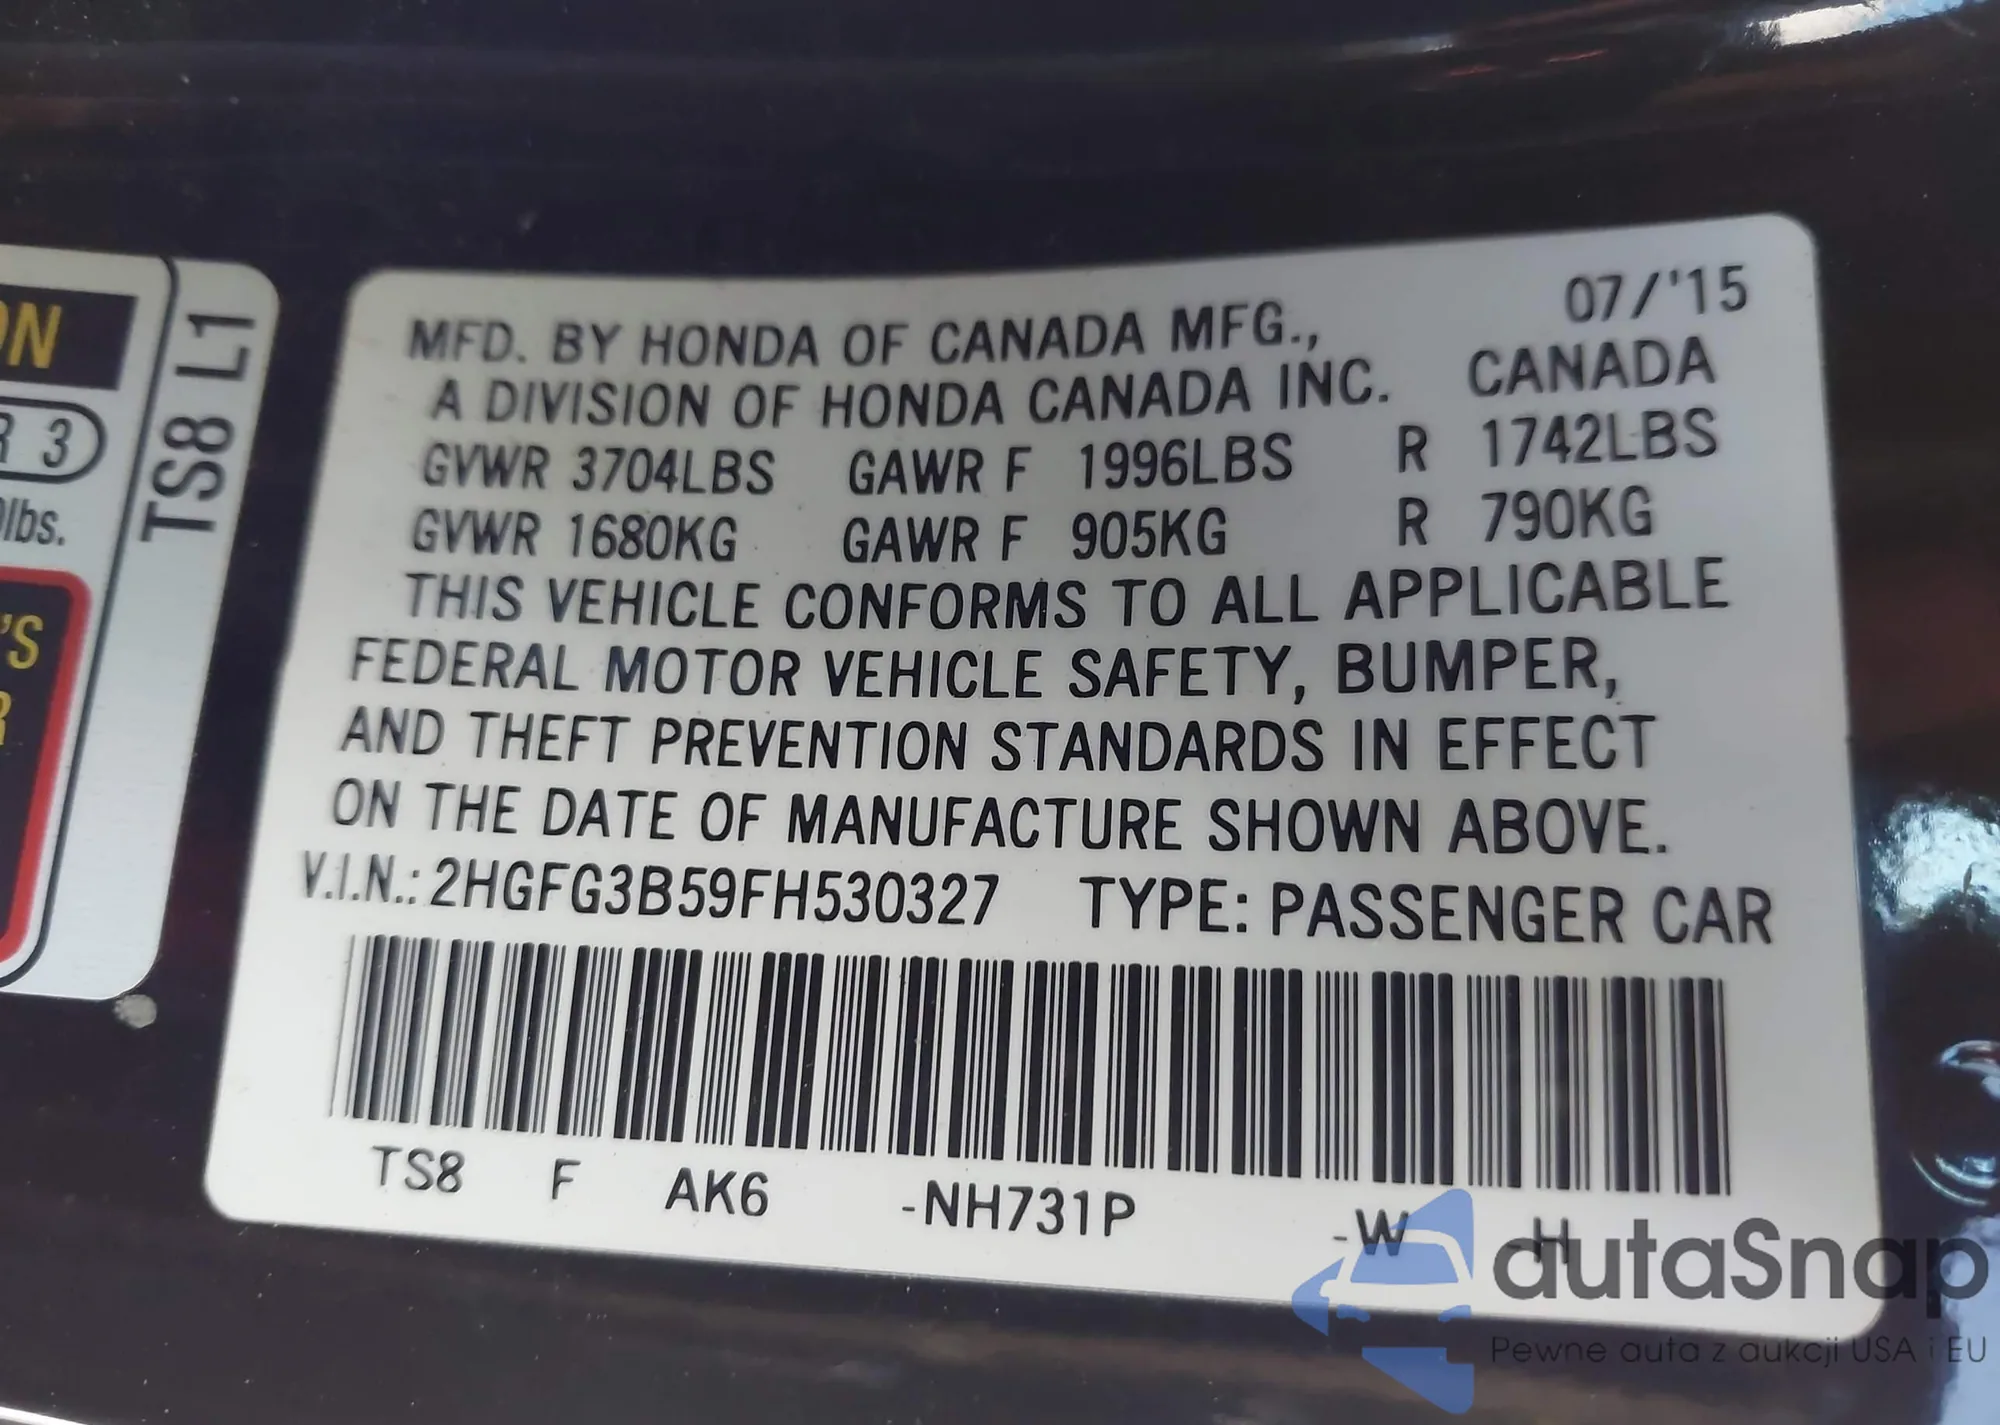 ON
R 3
lbs.
'S
R
TS8 L1
07/'15
MFD. BY HONDA OF CANADA MFG.,
A DIVISION OF HONDA CANADA INC. CANADA
GVWR 3704LBS GAWR F 1996LBS R 1742LBS
GVWR 1680KG GAWR F 905KG R 790KG
THIS VEHICLE CONFORMS TO ALL APPLICABLE
FEDERAL MOTOR VEHICLE SAFETY, BUMPER,
AND THEFT PREVENTION STANDARDS IN EFFECT
ON THE DATE OF MANUFACTURE SHOWN ABOVE.
V.I.N.: 2HGFG3B59FH530327 TYPE: PASSENGER CAR
TS8 F AK6 -NH731P -W -H
autaSnap
Pewne auta z aukcji USA i EU